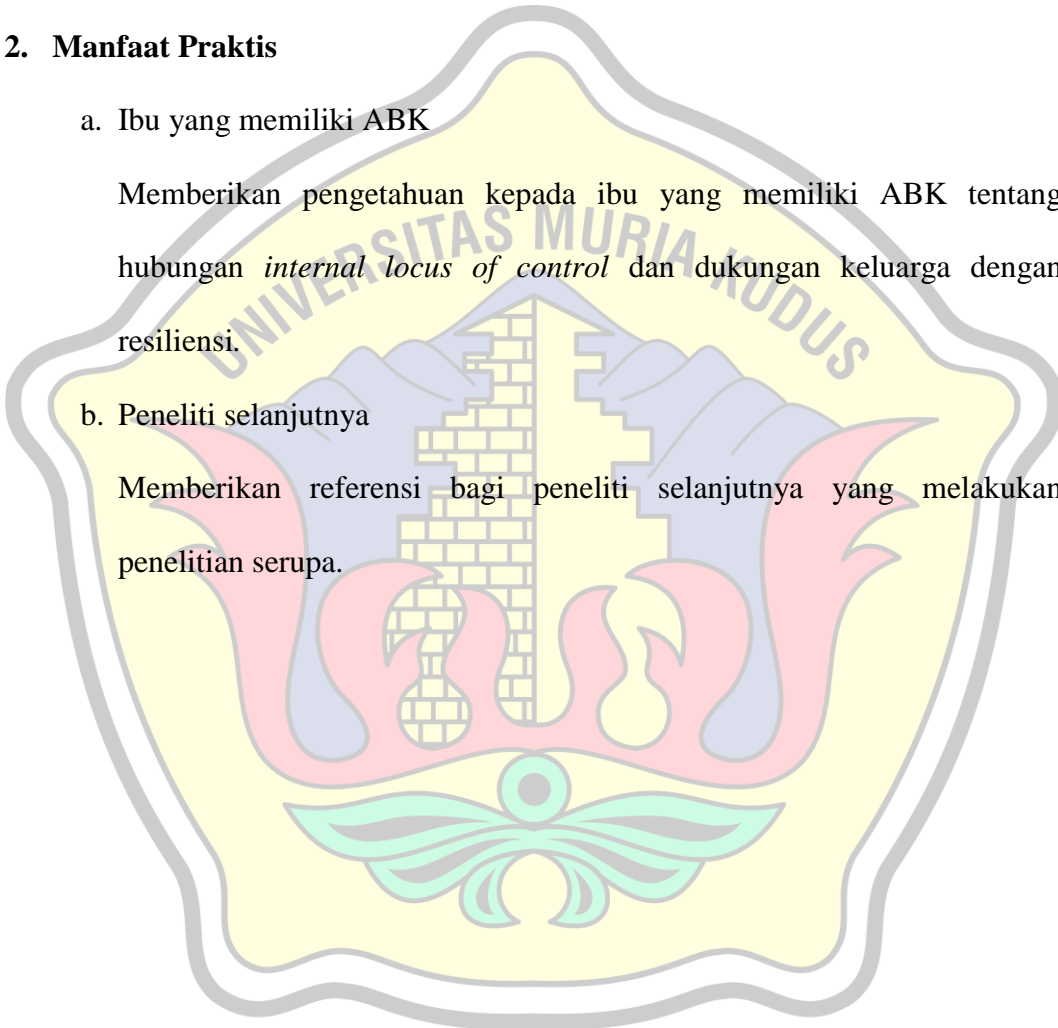 2. Manfaat Praktis
a. Ibu yang memiliki ABK
Memberikan pengetahuan kepada ibu yang memiliki ABK tentang
UNIVERSITAS MURIA KUDUS
hubungan internal locus of control dan dukungan keluarga dengan
resiliensi.
b. Peneliti selanjutnya
Memberikan referensi bagi peneliti selanjutnya yang melakukan
penelitian serupa.